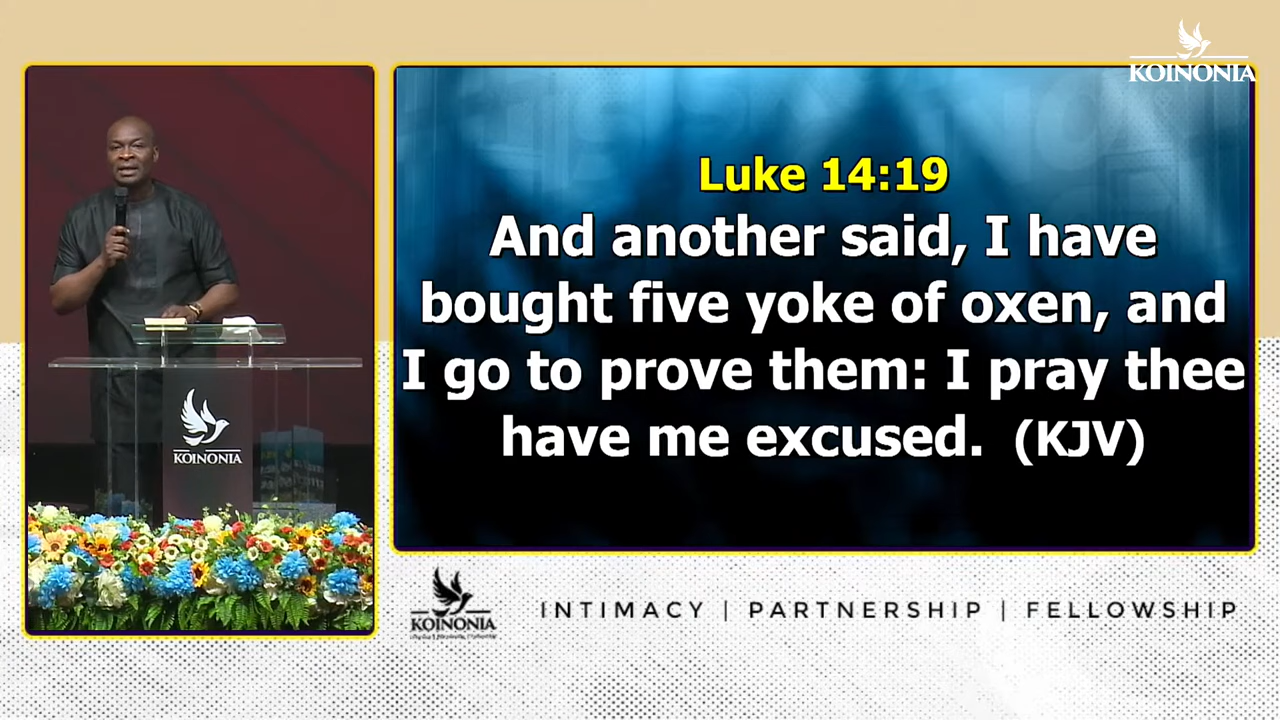 KOINONIA
Luke 14:19
And another said, I have
bought five yoke of oxen, and
I go to prove them: I pray thee
have me excused. (KJV)
KOINONIA
KOINONIA
INTIMACY | PARTNERSHIP | FELLOWSHIP